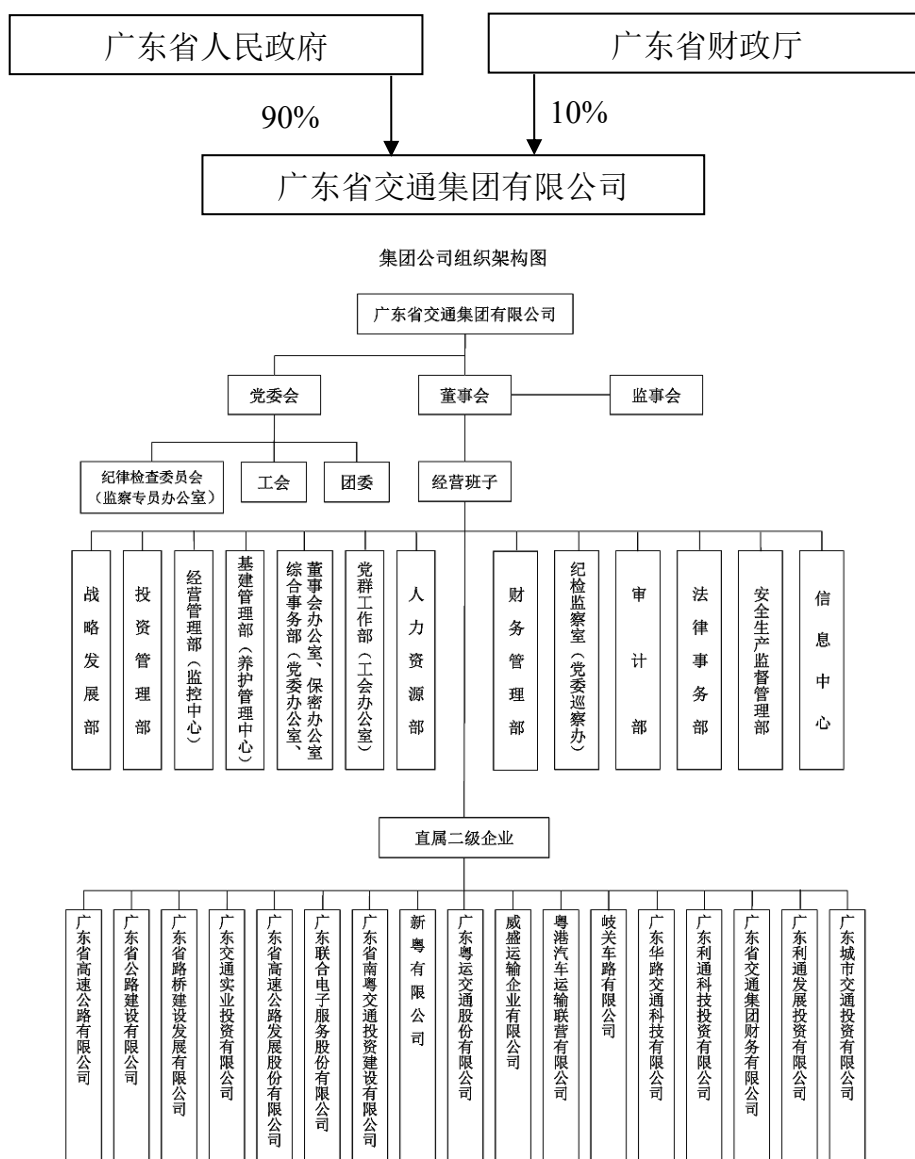 广东省人民政府
广东省财政厅
90%
10%
广东省交通集团有限公司
集团公司组织架构图
广东省交通集团有限公司
党委会
董事会
监事会
纪律检查委员会
(监察专员办公室)
工会
团委
经营班子
战略发展部
投资管理部
经营管理部(监控中心)
基建管理部(养护管理中心)
综合事务部(党委办公室、
董事会办公室、保密办公室
党群工作部(工会办公室)
人力资源部
财务管理部
纪检监察室(党委巡察办)
审计部
法律事务部
安全生产监督管理部
信息中心
直属二级企业
广东省高速公路有限公司
广东省公路建设有限公司
广东省路桥建设发展有限公司
广东交通实业投资有限公司
广东省高速公路发展股份有限公司
广东联合电子服务股份有限公司
广东省南粤交通投资建设有限公司
新粤有限公司
广东粤运交通股份有限公司
威盛运输企业有限公司
粤港汽车运输联营有限公司
岐关车路有限公司
广东华路交通科技有限公司
广东利通科技投资有限公司
广东省交通集团财务有限公司
广东利通发展投资有限公司
广东城市交通投资有限公司